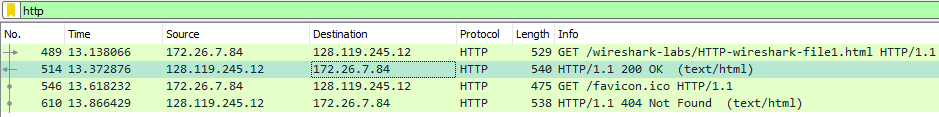 http
No. Time Source Destination Protocol Length Info
489 13.138066 172.26.7.84 128.119.245.12 HTTP 529 GET /wireshark-labs/HTTP-wireshark-file1.html HTTP/1.1
514 13.372876 128.119.245.12 172.26.7.84 HTTP 540 HTTP/1.1 200 OK (text/html)
546 13.618232 172.26.7.84 128.119.245.12 HTTP 475 GET /favicon.ico HTTP/1.1
610 13.866429 128.119.245.12 172.26.7.84 HTTP 538 HTTP/1.1 404 Not Found (text/html)